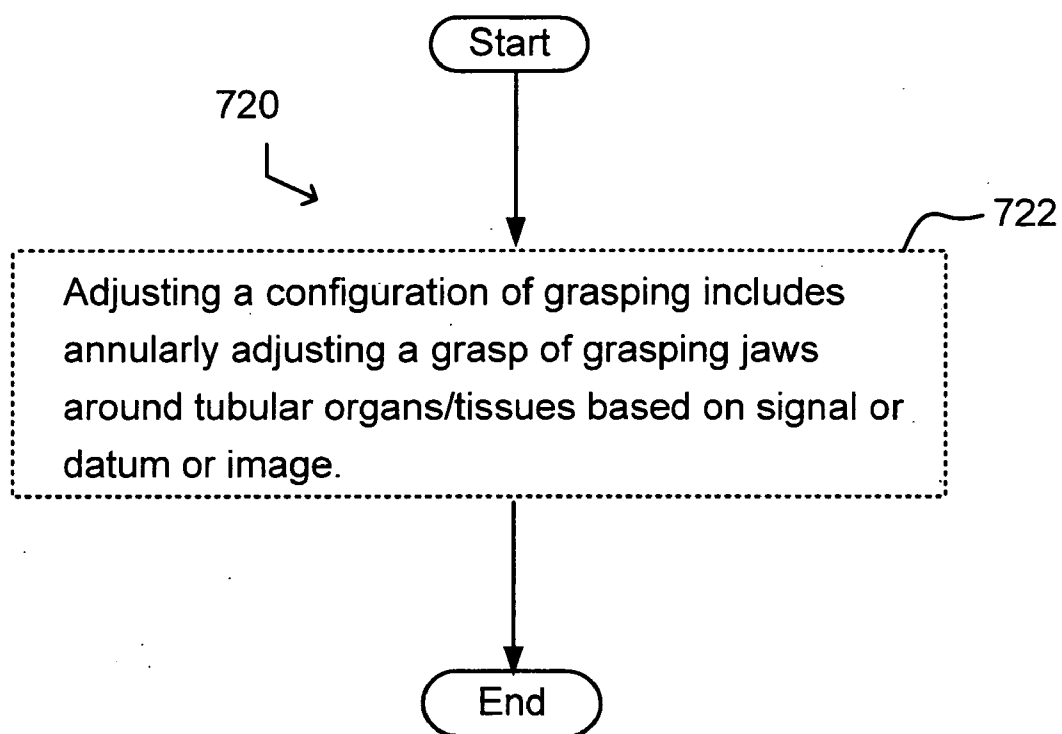 Start
720
722
Adjusting a configuration of grasping includes
annularly adjusting a grasp of grasping jaws
around tubular organs/tissues based on signal or
datum or image.
End